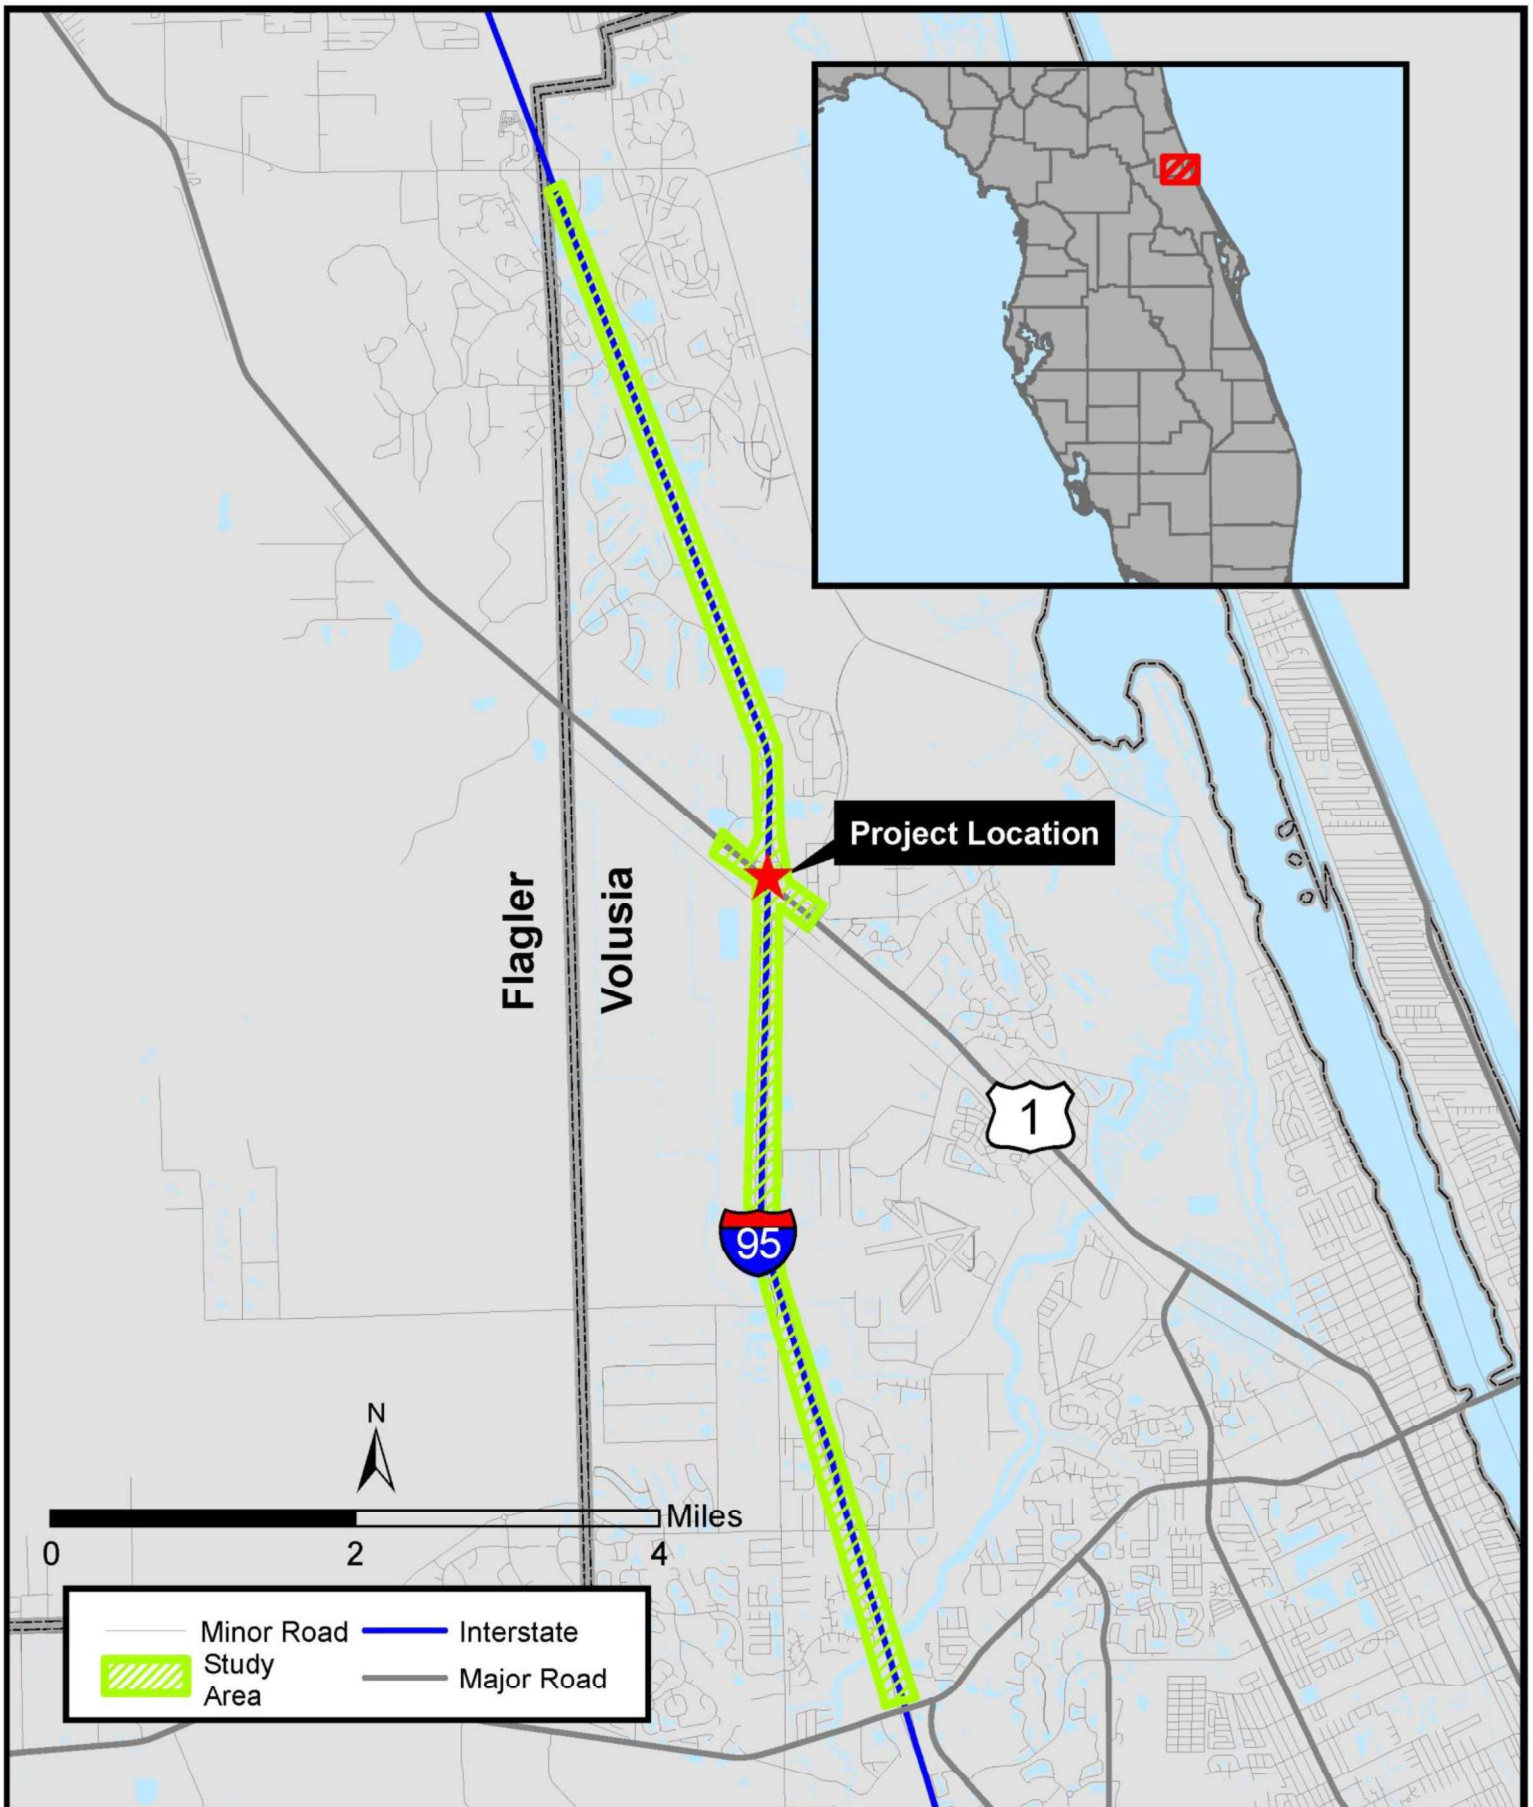 Project Location
Flagler
Volusia
1
95
N
Miles
0 2 4
Minor Road
Interstate
Study
Area
Major Road